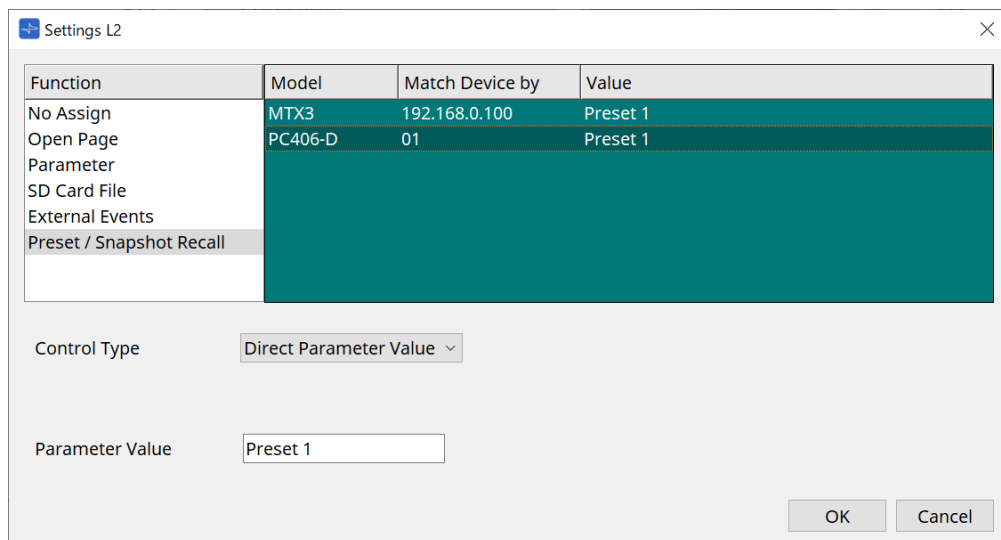 Settings L2
Function Model Match Device by Value
No Assign MTX3 192.168.0.100 Preset 1
Open Page PC406-D 01 Preset 1
Parameter
SD Card File
External Events
Preset / Snapshot Recall
Control Type Direct Parameter Value
Parameter Value Preset 1
OK Cancel